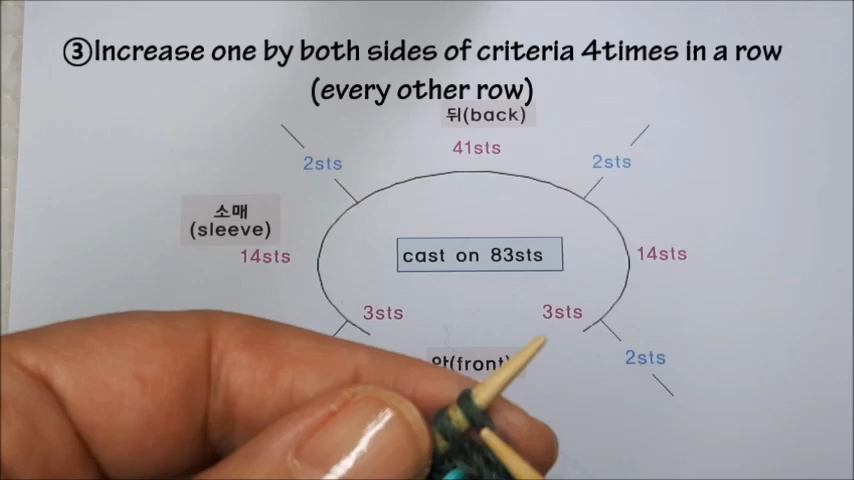 ③Increase one by both sides of criteria 4times in a row
(every other row)
뒤(back)
41sts
2sts
2sts
소매
(sleeve)
14sts
cast on 83sts
14sts
3sts
3sts
(front)
2sts